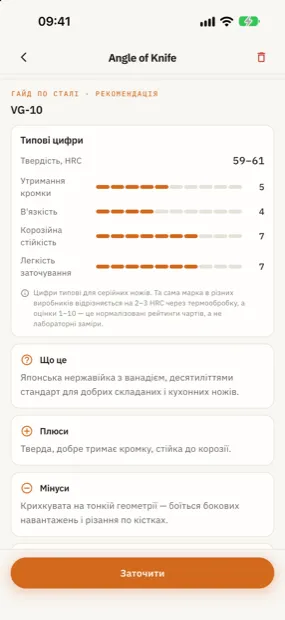 09:41
Angle of Knife
ГАЙД ПО СТАЛІ · РЕКОМЕНДАЦІЯ
VG-10
Типові цифри
Твердість, HRC 59–61
Утримання
кромки 5
В'язкість 4
Корозійна
стійкість 7
Легкість
заточування 7
Цифри типові для серійних ножів. Та сама марка в різних
виробників відрізняється на 2–3 HRC через термообробку, а
оцінки 1–10 — це нормалізовані рейтинги чартів, а не
лабораторні заміри.
Що це
Японська нержавійка з ванадієм, десятиліттями
стандарт для добрих складаних і кухонних ножів.
Плюси
Тверда, добре тримає кромку, стійка до корозії.
Мінуси
Крихкувата на тонкій геометрії — боїться бокових
навантажень і різання по кістках.
Заточити